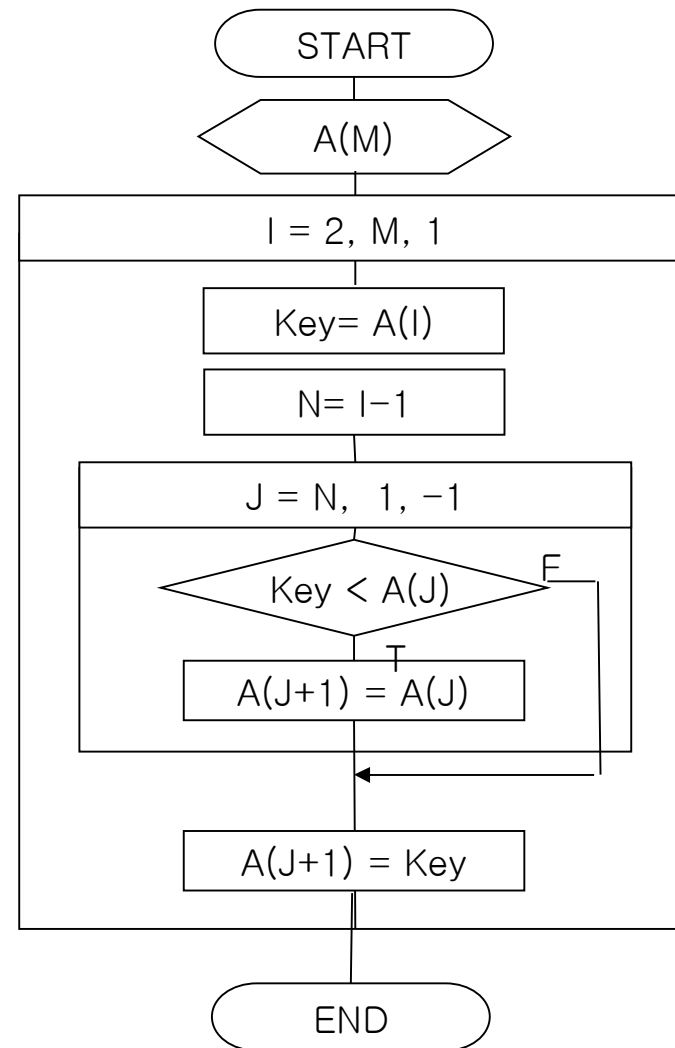 START
A(M)
I = 2, M, 1
Key= A(I)
N= I-1
J = N, 1, -1
Key < A(J)
F
T
A(J+1) = A(J)
A(J+1) = Key
END